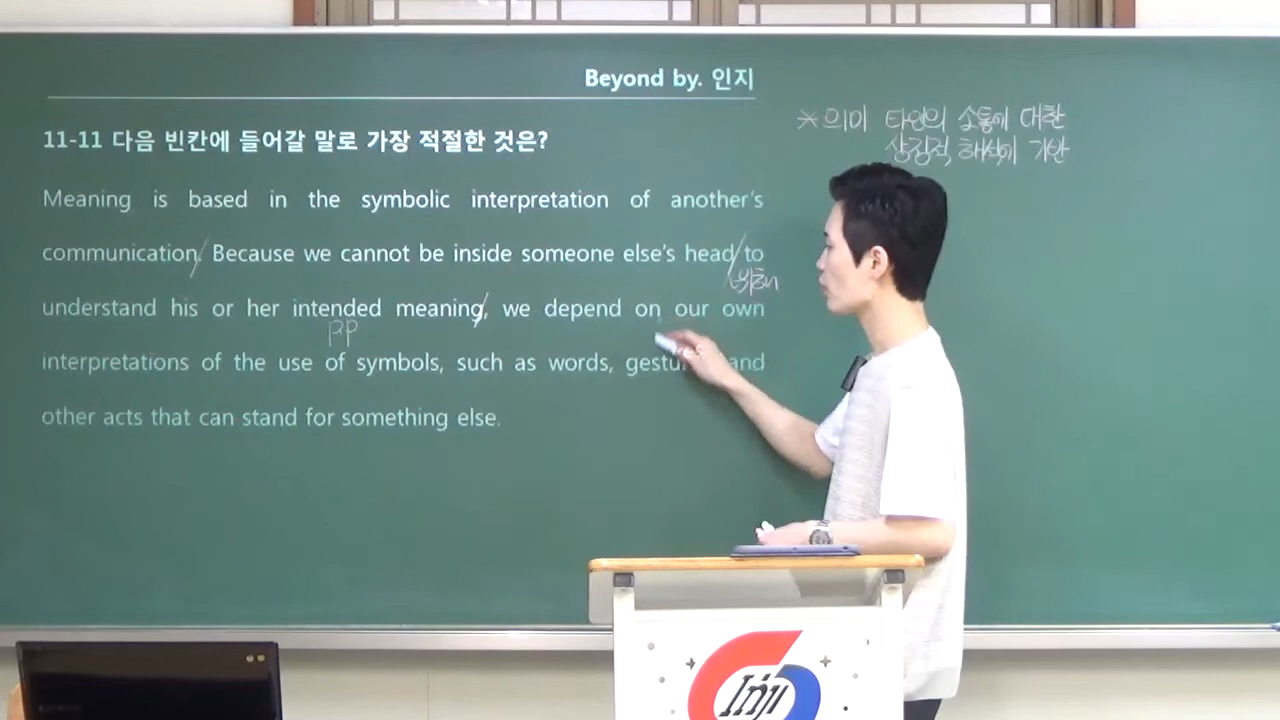 Beyond by. 인지
11-11 다음 빈칸에 들어갈 말로 가장 적절한 것은?
Meaning is based in the symbolic interpretation of another's
communication. Because we cannot be inside someone else's head to
understand his or her intended meaning, we depend on our own
interpretations of the use of symbols, such as words, gestu and
other acts that can stand for something else.
※ 의미 타인의 소통에 대한
상징적 해석에 기반
위해
PP
Inji